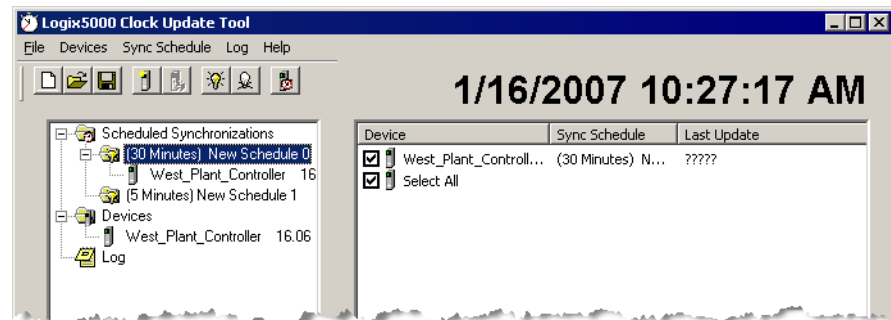 Logix5000 Clock Update Tool
File Devices Sync Schedule Log Help
1/16/2007 10:27:17 AM
Scheduled Synchronizations
(30 Minutes) New Schedule 0
West_Plant_Controller 16
(5 Minutes) New Schedule 1
Devices
West_Plant_Controller 16.06
Log
Device Sync Schedule Last Update
West_Plant_Controll... (30 Minutes) N... ?????
Select All